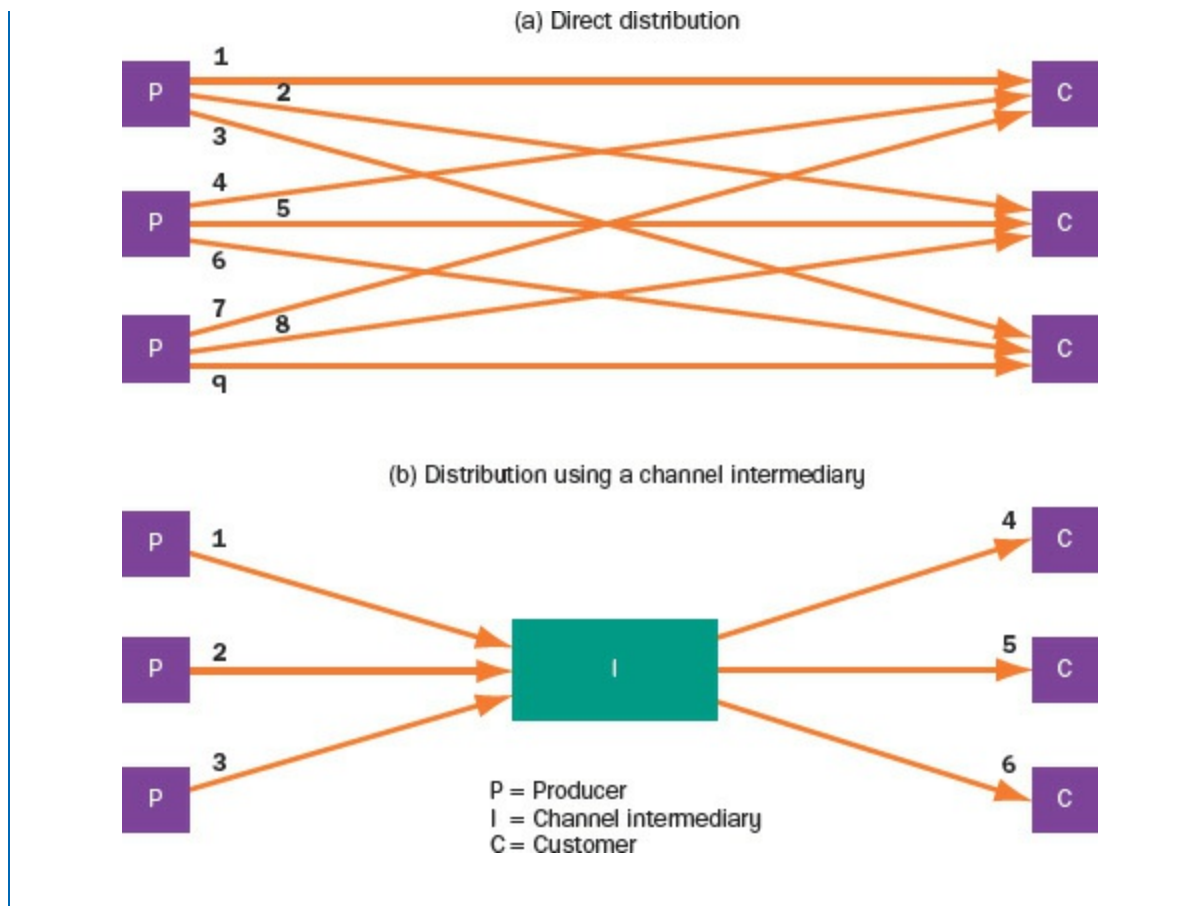 (a) Direct distribution
1
P
2
C
3
4
P
5
C
6
7
P
8
C
9
(b) Distribution using a channel intermediary
P
1
4
C
P
2
I
5
C
P
3
6
C
P = Producer
I = Channel intermediary
C = Customer